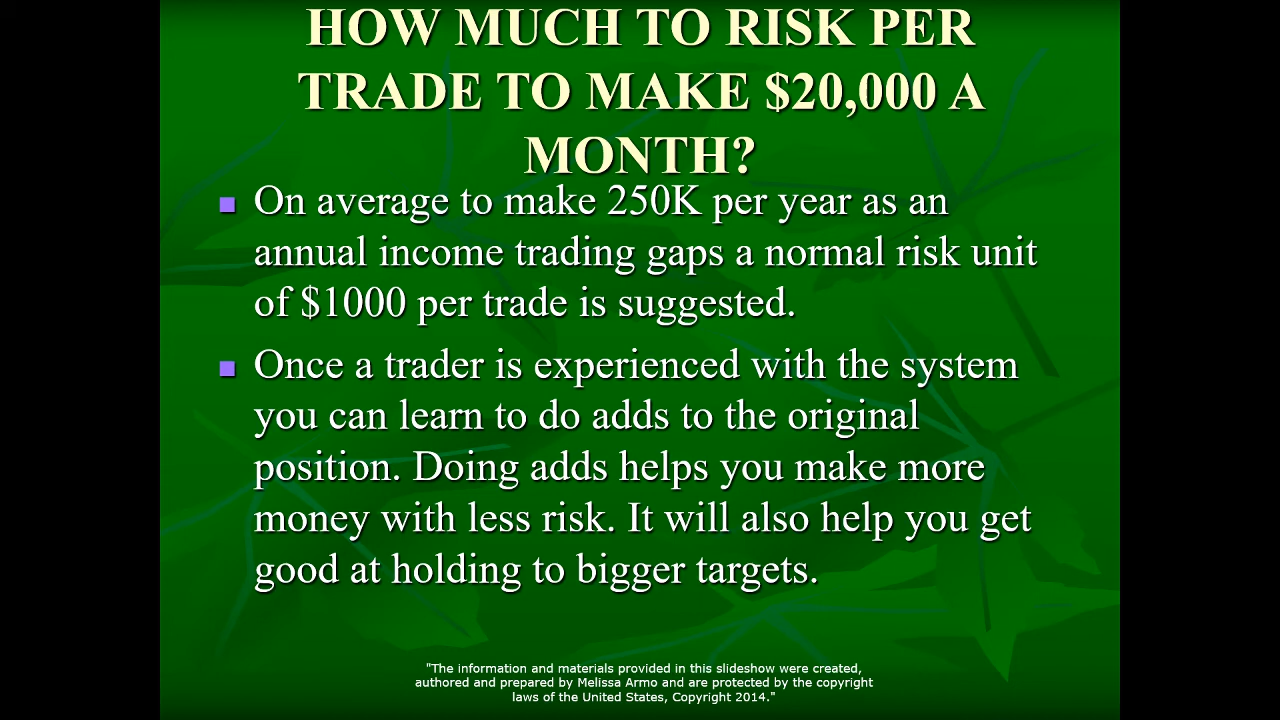 HOW MUCH TO RISK PER
TRADE TO MAKE $20,000 A
MONTH?
On average to make 250K per year as an
annual income trading gaps a normal risk unit
of $1000 per trade is suggested.
Once a trader is experienced with the system
you can learn to do adds to the original
position. Doing adds helps you make more
money with less risk. It will also help you get
good at holding to bigger targets.
"The information and materials provided in this slideshow were created,
authored and prepared by Melissa Armo and are protected by the copyright
laws of the United States, Copyright 2014."